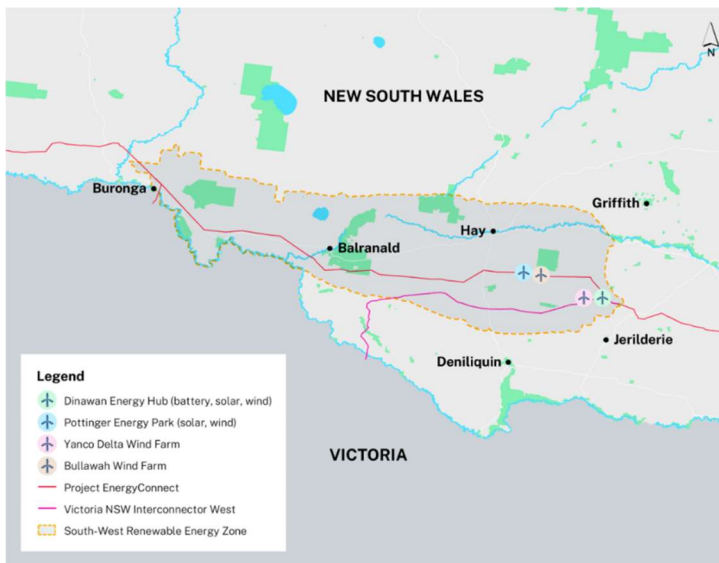 N
NEW SOUTH WALES
Buronga
Griffith
Hay
Balranald
Jerilderie
Deniliquin
VICTORIA
Legend
Dinawan Energy Hub (battery, solar, wind)
Pottinger Energy Park (solar, wind)
Yanco Delta Wind Farm
Bullawah Wind Farm
Project EnergyConnect
Victoria NSW Interconnector West
South-West Renewable Energy Zone